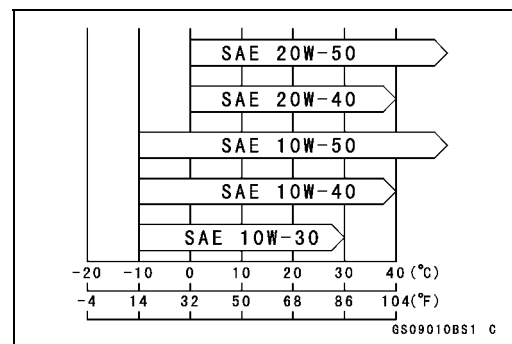 SAE 20W-50
SAE 20W-40
SAE 10W-50
SAE 10W-40
SAE 10W-30
-20 -10 0 10 20 30 40 (°C)
-4 14 32 50 68 86 104(°F)
GS09010BS1 C